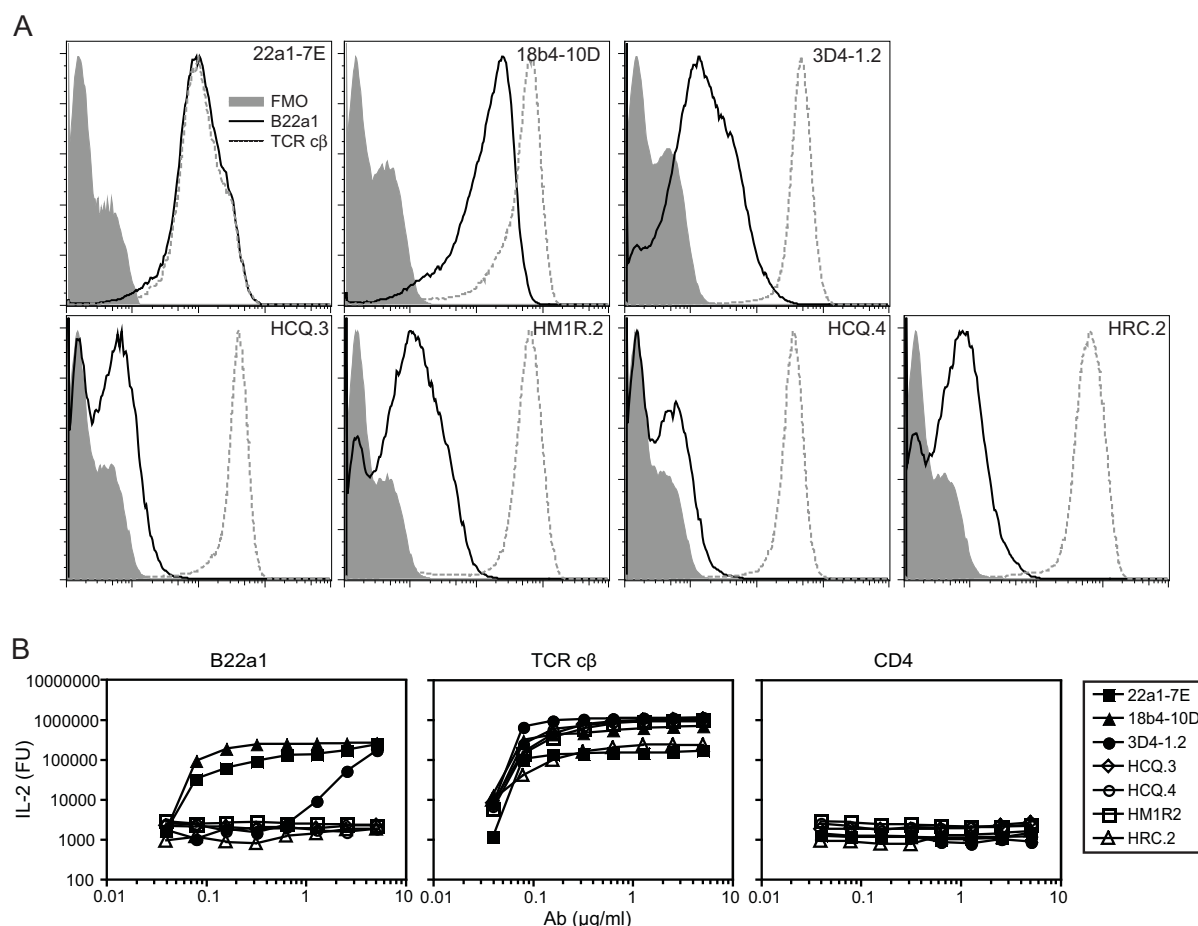 A
22a1-7E
18b4-10D
3D4-1.2
FMO
B22a1
TCR cβ
HCQ.3
HM1R.2
HCQ.4
HRC.2
B
B22a1
TCR cβ
CD4
IL-2 (FU)
10000000
1000000
100000
10000
1000
100
0.01
0.1
1
10
0.01
0.1
1
10
0.01
0.1
1
10
Ab (µg/ml)
22a1-7E
18b4-10D
3D4-1.2
HCQ.3
HCQ.4
HM1R2
HRC.2